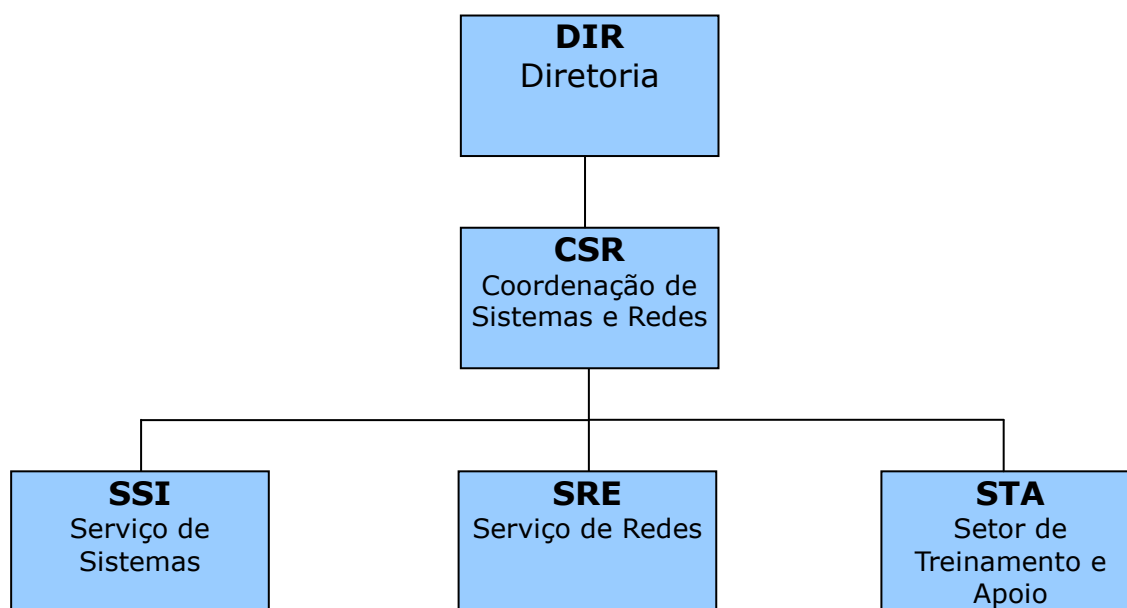 DIR
Diretoria
CSR
Coordenação de
Sistemas e Redes
SSI
Serviço de
Sistemas
SRE
Serviço de Redes
STA
Setor de
Treinamento e
Apoio